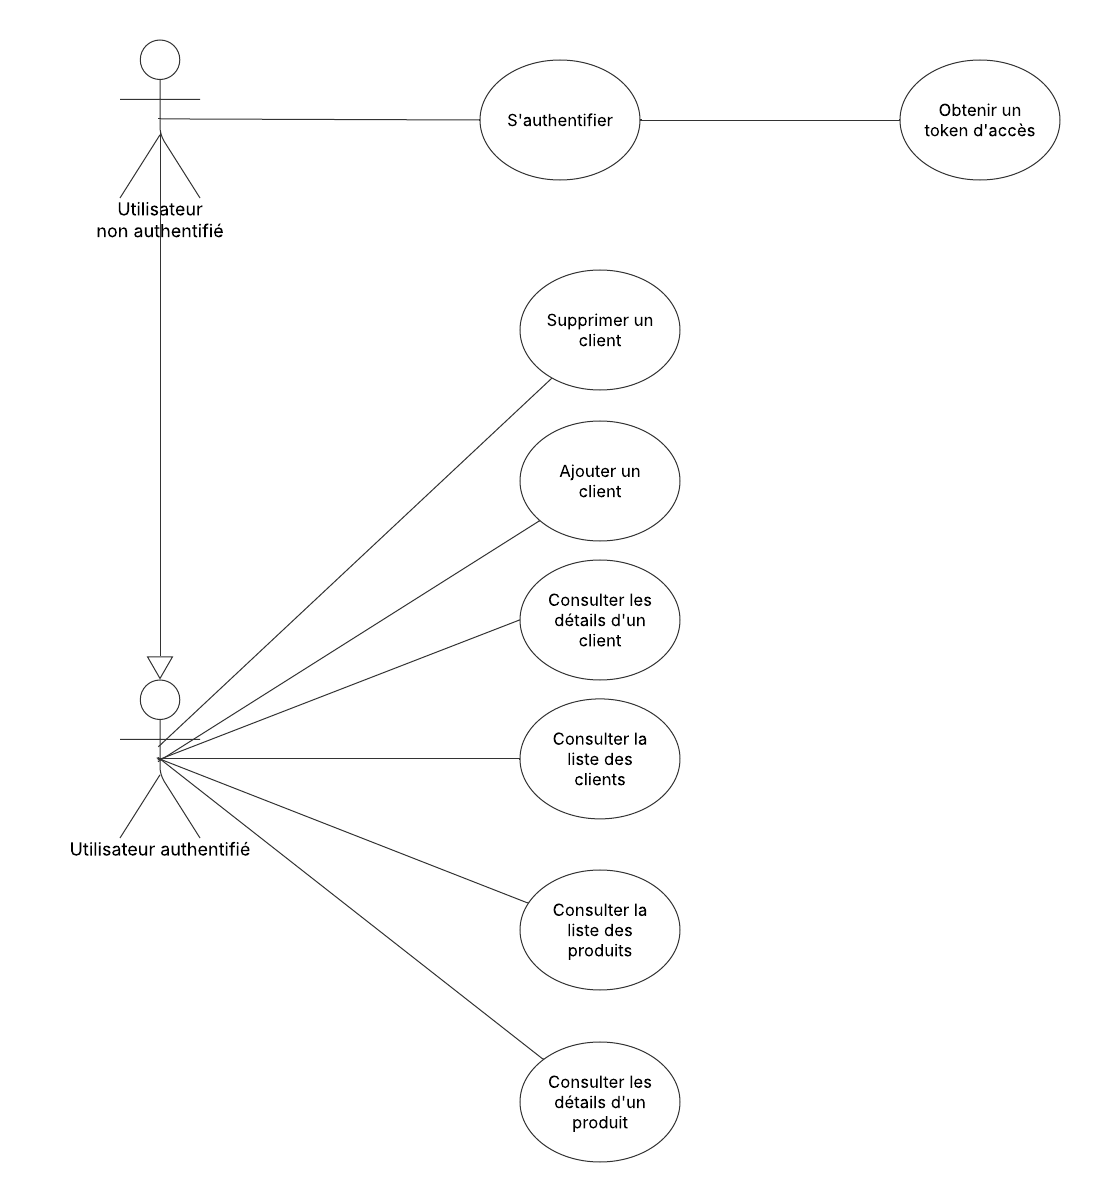 S'authentifier
Obtenir un
token d'accès
Utilisateur
non authentifié
Supprimer un
client
Ajouter un
client
Consulter les
détails d'un
client
Consulter la
liste des
clients
Utilisateur authentifié
Consulter la
liste des
produits
Consulter les
détails d'un
produit